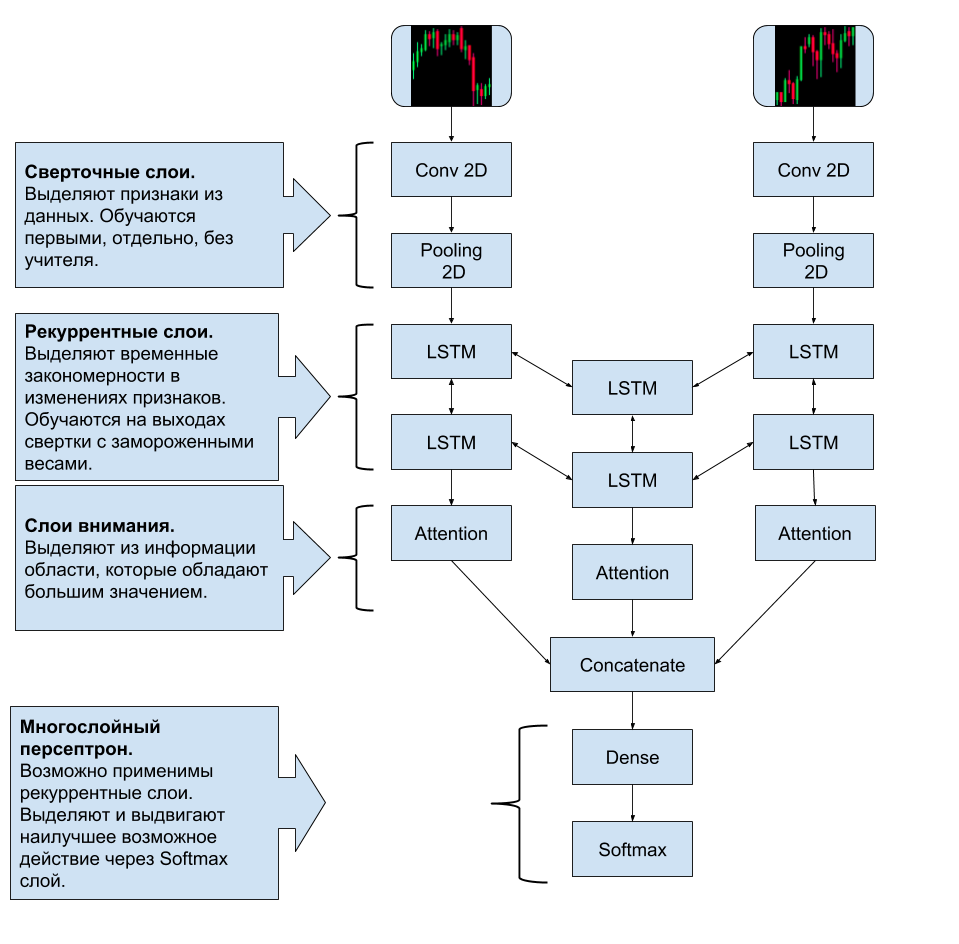 Сверточные слои.
Выделяют признаки из
данных. Обучаются
первыми, отдельно, без
учителя.
Conv 2D
Conv 2D
Pooling
2D
Pooling
2D
Рекуррентные слои.
Выделяют временные
закономерности в
изменениях признаков.
Обучаются на выходах
свертки с замороженными
весами.
LSTM
LSTM
LSTM
LSTM
LSTM
LSTM
Слои внимания.
Выделяют из информации
области, которые обладают
большим значением.
Attention
Attention
Attention
Concatenate
Многослойный
персептрон.
Возможно применимы
рекуррентные слои.
Выделяют и выдвигают
наилучшее возможное
действие через Softmax
слой.
Dense
Softmax